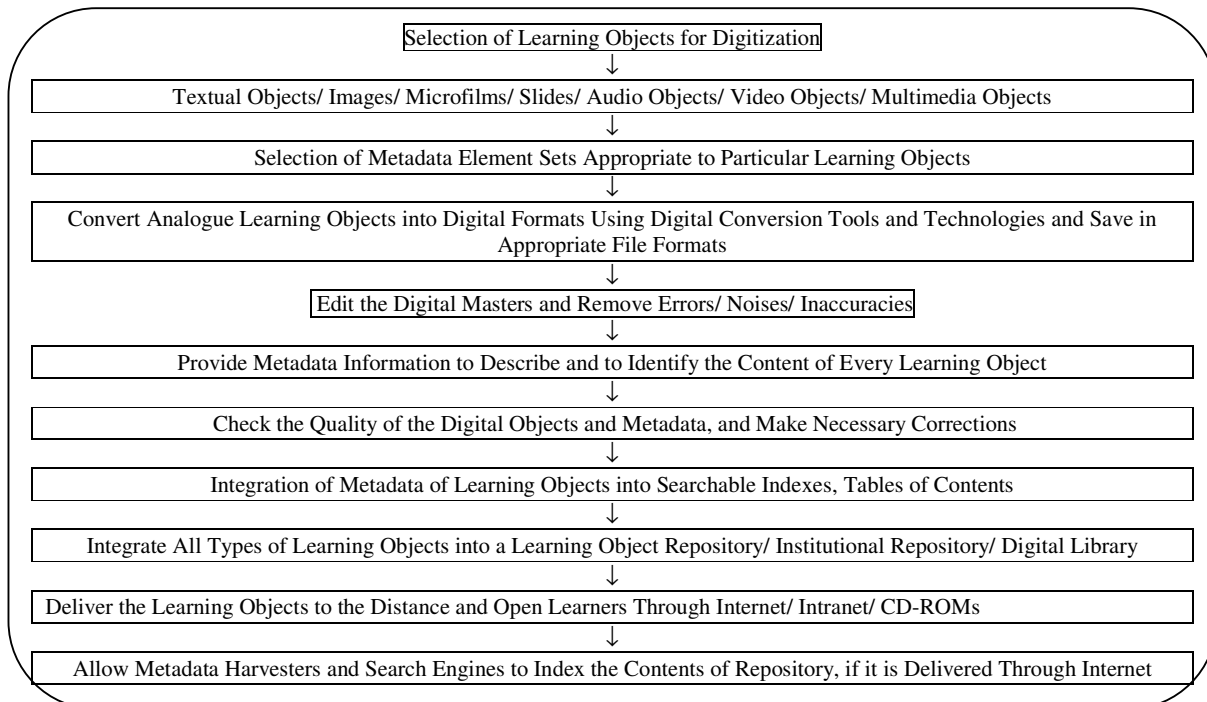 Selection of Learning Objects for Digitization
↓
Textual Objects/ Images/ Microfilms/ Slides/ Audio Objects/ Video Objects/ Multimedia Objects
↓
Selection of Metadata Element Sets Appropriate to Particular Learning Objects
↓
Convert Analogue Learning Objects into Digital Formats Using Digital Conversion Tools and Technologies and Save in
Appropriate File Formats
↓
Edit the Digital Masters and Remove Errors/ Noises/ Inaccuracies
↓
Provide Metadata Information to Describe and to Identify the Content of Every Learning Object
↓
Check the Quality of the Digital Objects and Metadata, and Make Necessary Corrections
↓
Integration of Metadata of Learning Objects into Searchable Indexes, Tables of Contents
↓
Integrate All Types of Learning Objects into a Learning Object Repository/ Institutional Repository/ Digital Library
↓
Deliver the Learning Objects to the Distance and Open Learners Through Internet/ Intranet/ CD-ROMs
↓
Allow Metadata Harvesters and Search Engines to Index the Contents of Repository, if it is Delivered Through Internet